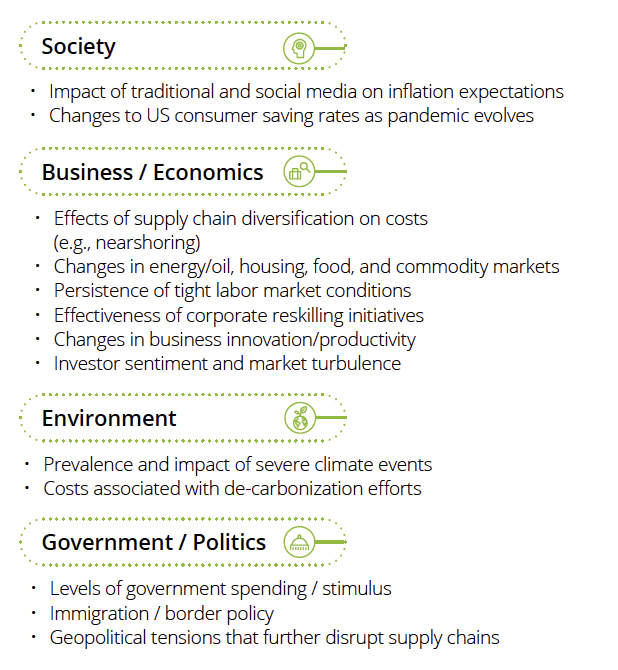 Society
• Impact of traditional and social media on inflation expectations
• Changes to US consumer saving rates as pandemic evolves
Business / Economics
• Effects of supply chain diversification on costs
(e.g., nearshoring)
• Changes in energy/oil, housing, food, and commodity markets
• Persistence of tight labor market conditions
• Effectiveness of corporate reskilling initiatives
• Changes in business innovation/productivity
• Investor sentiment and market turbulence
Environment
• Prevalence and impact of severe climate events
• Costs associated with de-carbonization efforts
Government / Politics
• Levels of government spending / stimulus
• Immigration / border policy
• Geopolitical tensions that further disrupt supply chains